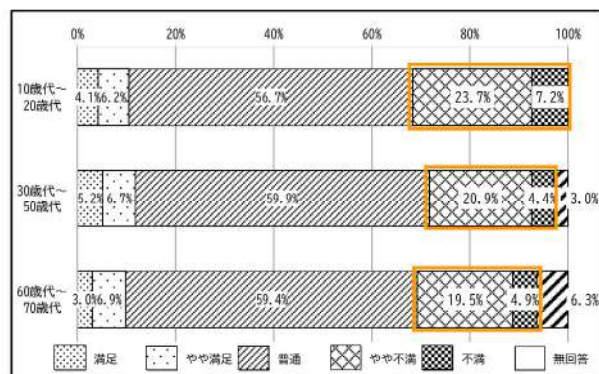 0% 20% 40% 60% 80% 100%
10歳代～
20歳代
4.1% 6.2% 56.7% 23.7% 7.2%
30歳代～
50歳代
5.2% 6.7% 59.9% 20.9% 4.4% 3.0%
60歳代～
70歳代
3.0% 6.9% 59.4% 19.5% 4.9% 6.3%
満足 やや満足 普通 やや不満 不満 無回答